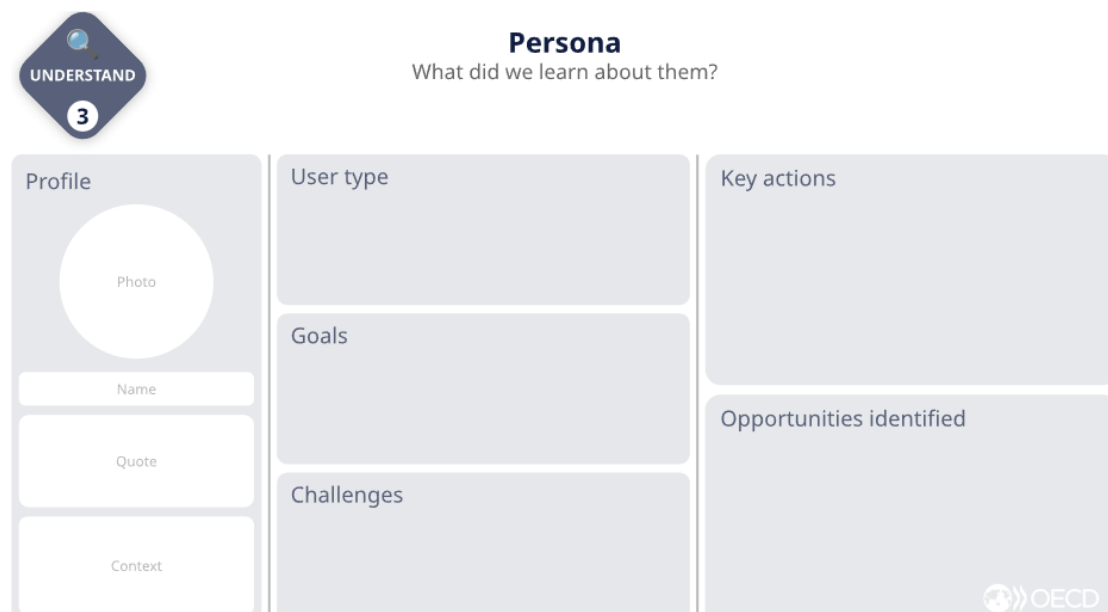 UNDERSTAND
3
Persona
What did we learn about them?
Profile
Photo
Name
Quote
Context
User type
Goals
Challenges
Key actions
Opportunities identified
OECD